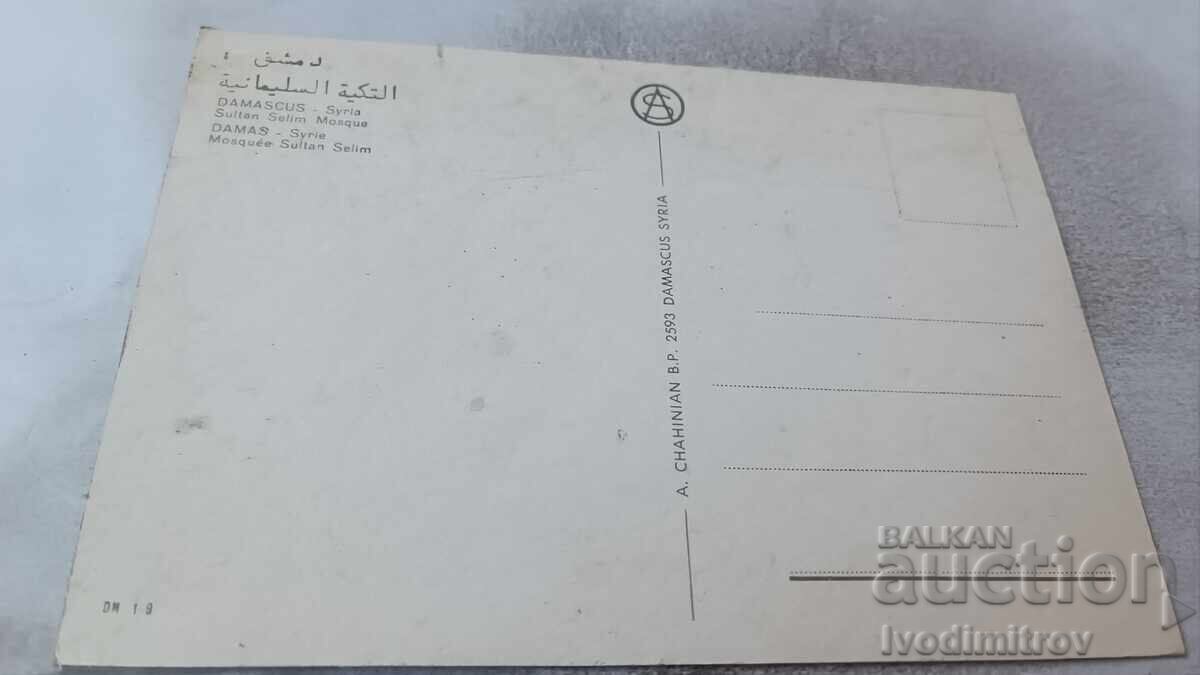 دمشق :
التكية السليمانية
DAMASCUS - Syria
Sultan Selim Mosque
DAMAS - Syrie
Mosquée Sultan Selim
A. CHAHINIAN B.P. 2593 DAMASCUS SYRIA
DM 19
BALKAN
auction
Ivodimitrov